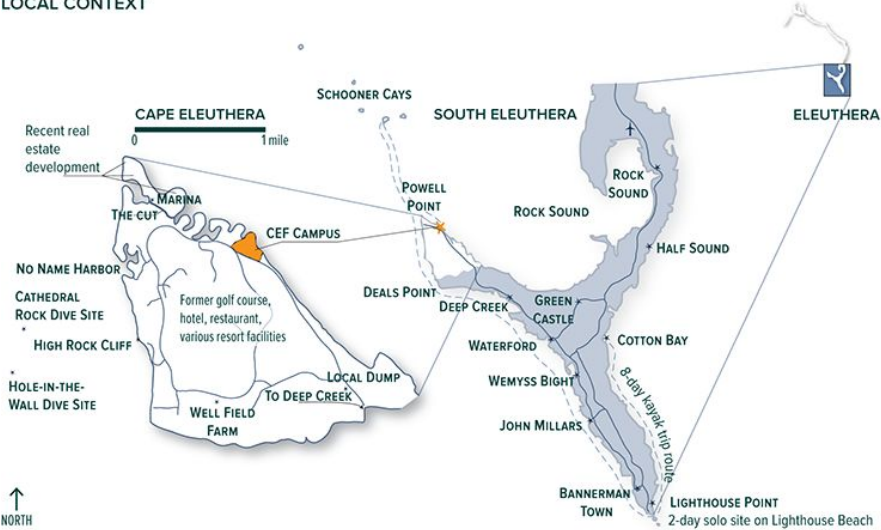 LOCAL CONTEXT
SCHOONER CAYS
CAPE ELEUTHERA
0 1 mile
SOUTH ELEUTHERA
ELEUTHERA
Recent real
estate
development
MARINA
THE CUT
CEF CAMPUS
POWELL
POINT
ROCK
SOUND
ROCK SOUND
HALF SOUND
NO NAME HARBOR
CATHEDRAL
ROCK DIVE SITE
HIGH ROCK CLIFF
HOLE-IN-THE-
WALL DIVE SITE
Former golf course,
hotel, restaurant,
various resort facilities
DEALS POINT
DEEP CREEK
GREEN
CASTLE
WATERFORD
COTTON BAY
WEMYSS BIGHT
8-day kayak trip route
LOCAL DUMP
TO DEEP CREEK
WELL FIELD
FARM
JOHN MILLARS
BANNERMAN
TOWN
LIGHTHOUSE POINT
2-day solo site on Lighthouse Beach
NORTH